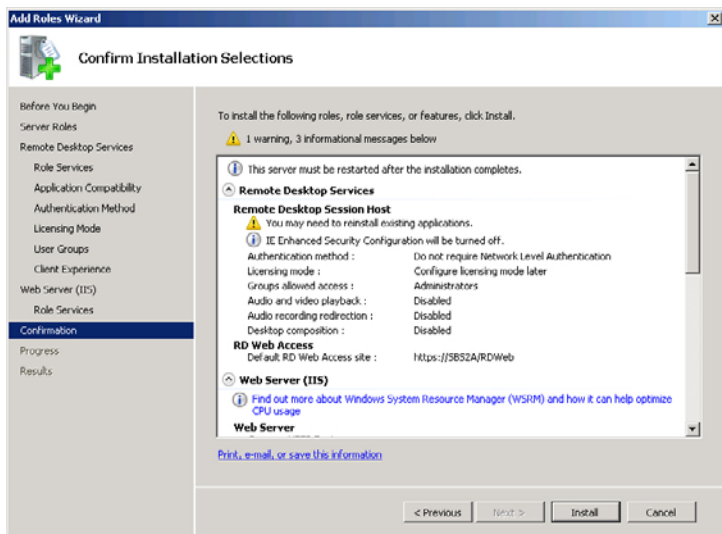 Add Roles Wizard
Confirm Installation Selections
Before You Begin
Server Roles
Remote Desktop Services
Role Services
Application Compatibility
Authentication Method
Licensing Mode
User Groups
Client Experience
Web Server (IIS)
Role Services
Confirmation
Progress
Results
To install the following roles, role services, or features, click Install.
1 warning, 3 informational messages below
This server must be restarted after the installation completes.
Remote Desktop Services
Remote Desktop Session Host
You may need to reinstall existing applications.
IE Enhanced Security Configuration will be turned off.
Authentication method : Do not require Network Level Authentication
Licensing mode : Configure licensing mode later
Groups allowed access : Administrators
Audio and video playback : Disabled
Audio recording redirection : Disabled
Desktop composition : Disabled
RD Web Access
Default RD Web Access site : https://SBS2A/RDWeb
Web Server (IIS)
Find out more about Windows System Resource Manager (WSRM) and how it can help optimize
CPU usage
Web Server
Print, e-mail, or save this information
< Previous Next > Install Cancel